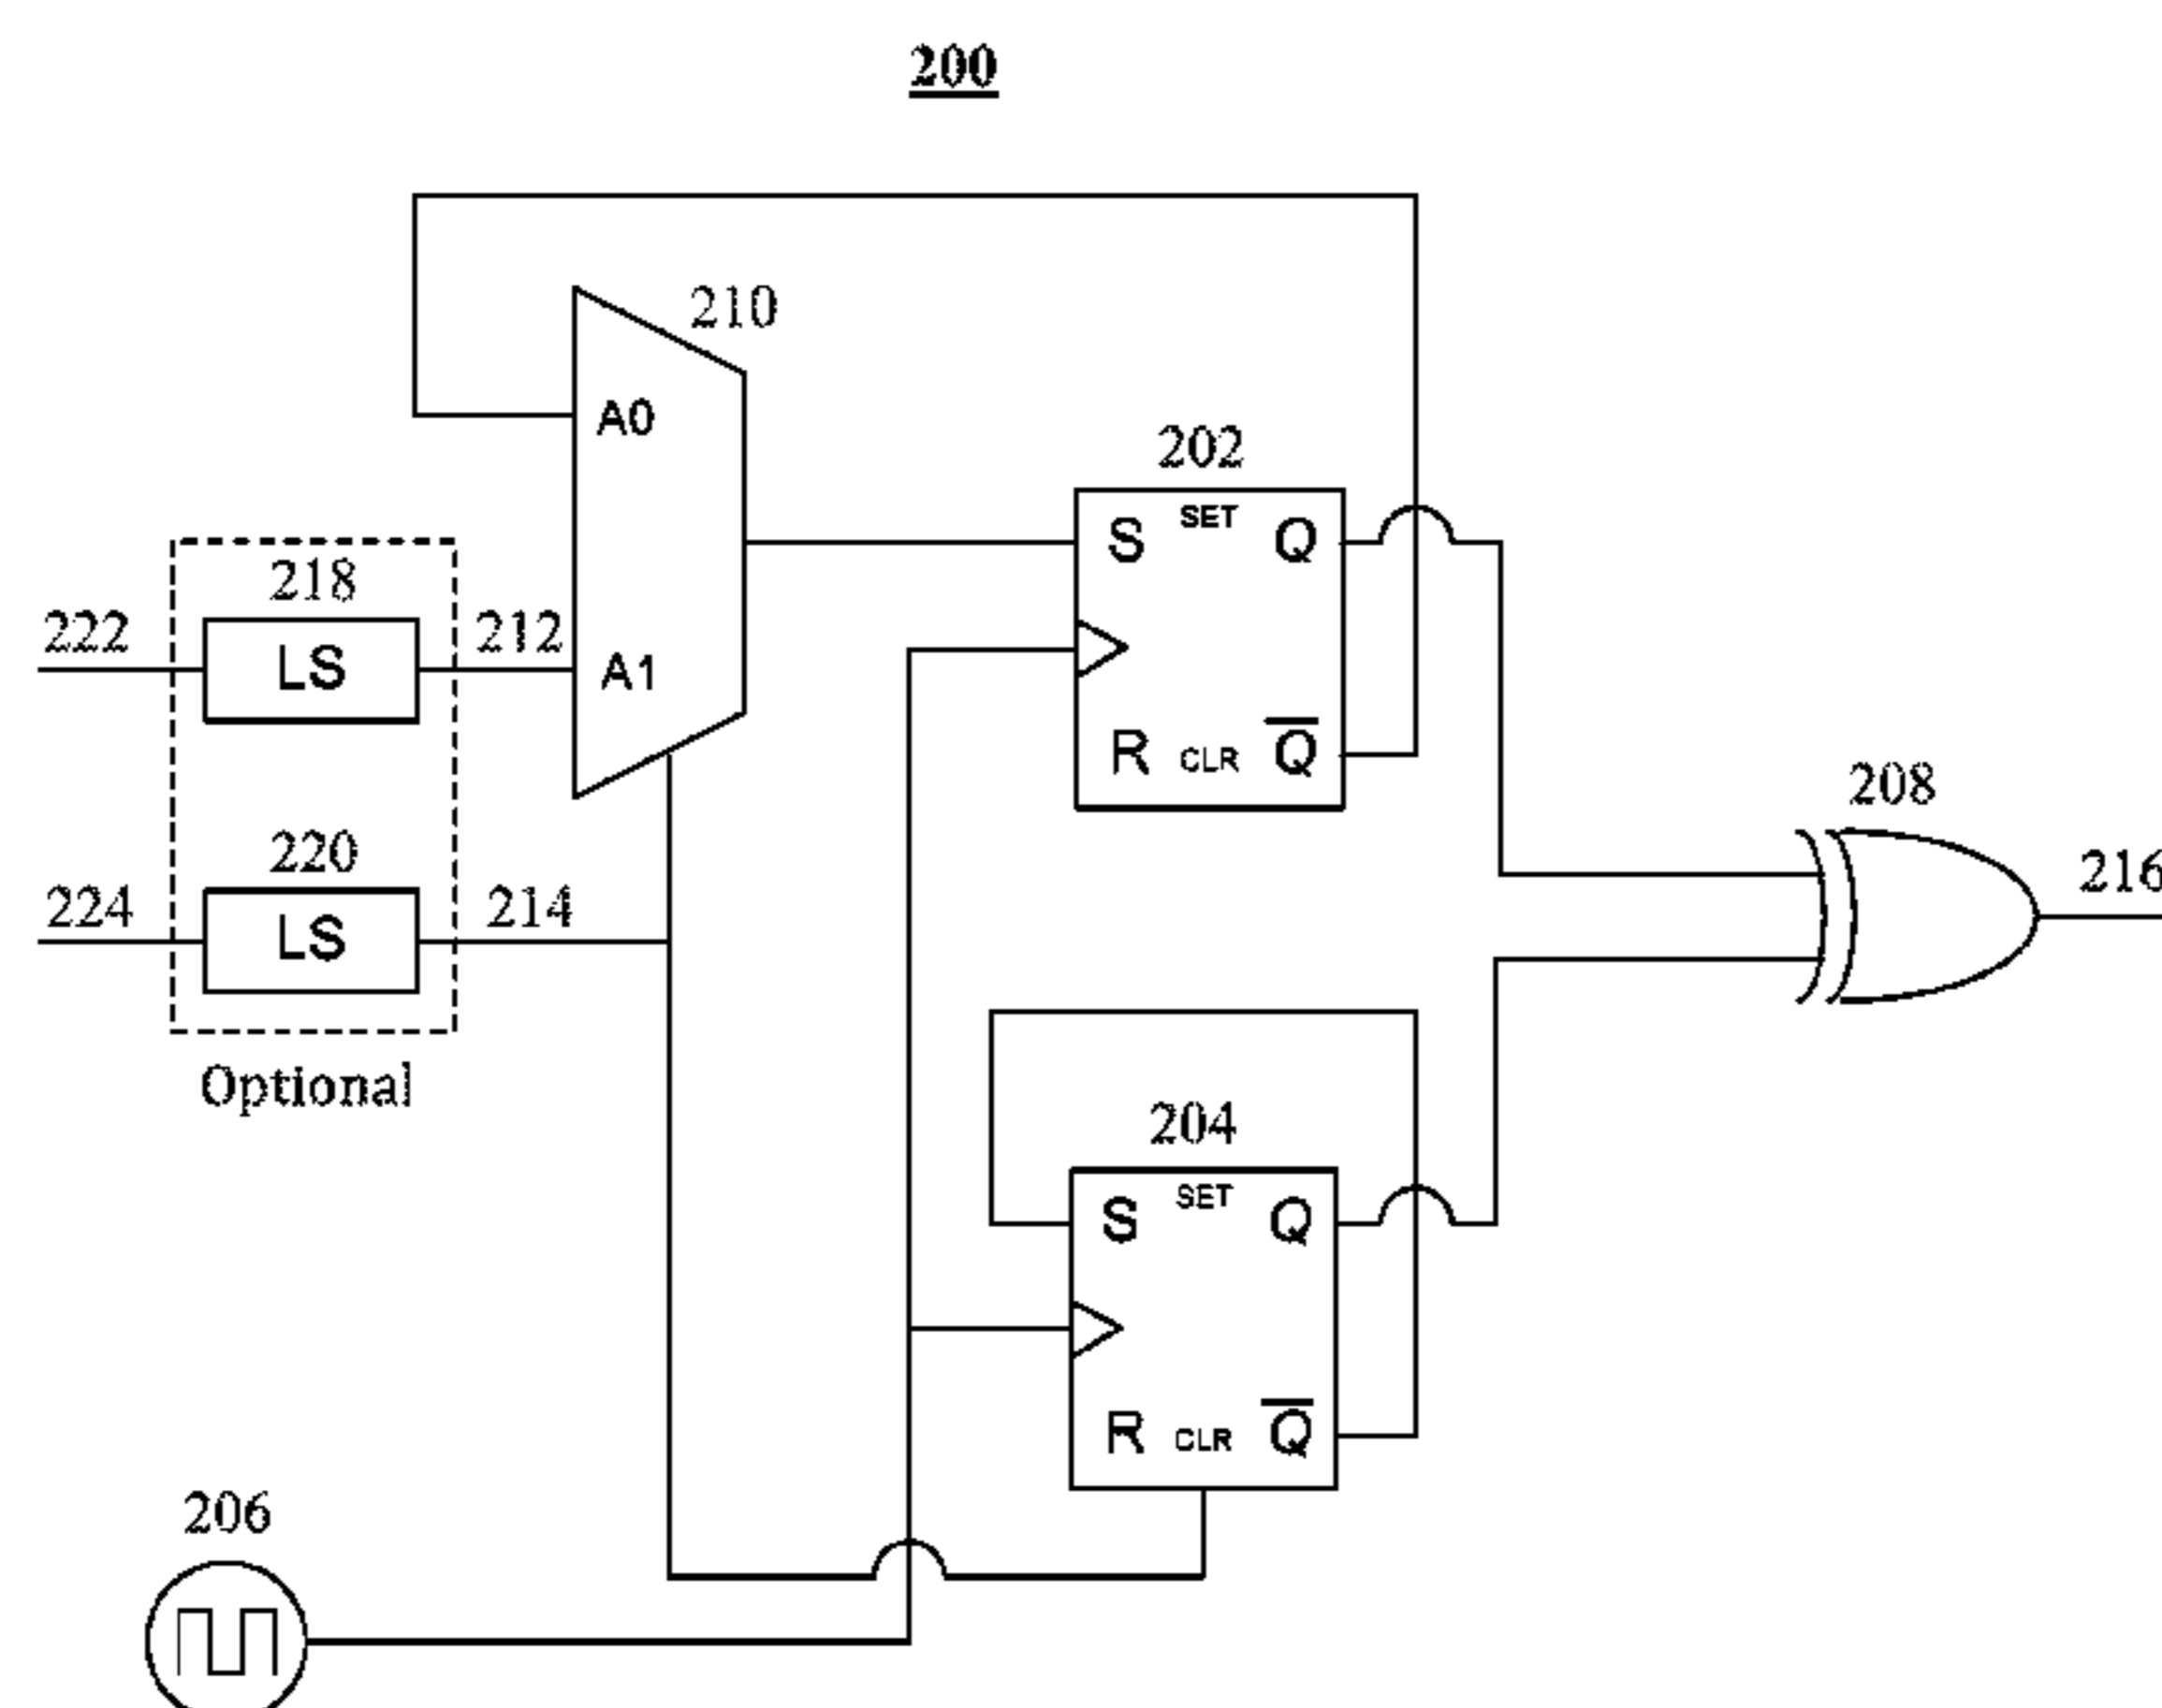 200
210
A0
202
S SET Q
218
222 LS 212 A1
R CLR Q
208
220
216
224 LS 214
Optional
204
S SET Q
R CLR Q
206